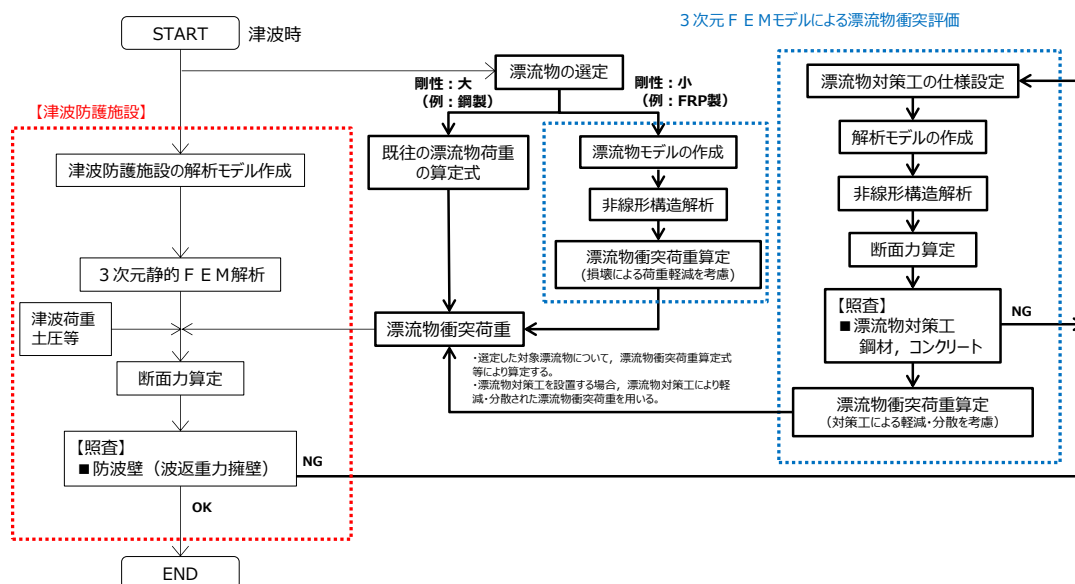 3次元FEMモデルによる漂流物衝突評価
START
津波時
漂流物の選定
剛性:大
(例:鋼製)
剛性:小
(例:FRP製)
【津波防護施設】
津波防護施設の解析モデル作成
既往の漂流物荷重
の算定式
漂流物モデルの作成
非線形構造解析
漂流物衝突荷重算定
(損壊による荷重軽減を考慮)
漂流物対策工の仕様設定
解析モデルの作成
非線形構造解析
断面力算定
【照査】
■漂流物対策工
鋼材,コンクリート
NG
漂流物衝突荷重算定
(対策工による軽減・分散を考慮)
3次元静的FEM解析
津波荷重
土圧等
漂流物衝突荷重
・選定した対象漂流物について,漂流物衝突荷重算定式
等により算定する。
・漂流物対策工を設置する場合,漂流物対策工により軽
減・分散された漂流物衝突荷重を用いる。
断面力算定
【照査】
■防波壁(波返重力擁壁)
NG
OK
END